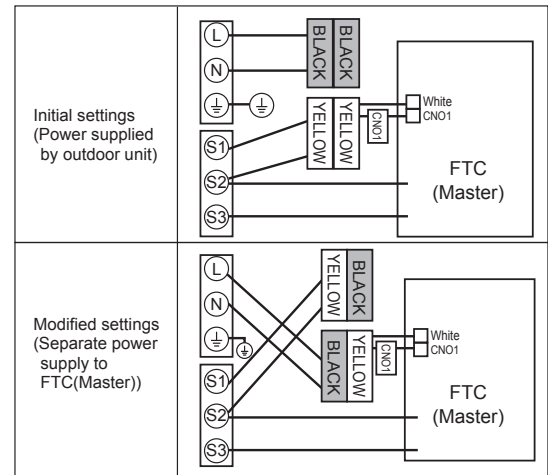 Initial settings
(Power supplied
by outdoor unit)
L
N
S1
S2
S3
BLACK
BLACK
YELLOW
YELLOW
CNO1
White
CNO1
FTC
(Master)
Modified settings
(Separate power
supply to
FTC(Master))
L
N
S1
S2
S3
YELLOW
BLACK
BLACK
YELLOW
CNO1
White
CNO1
FTC
(Master)